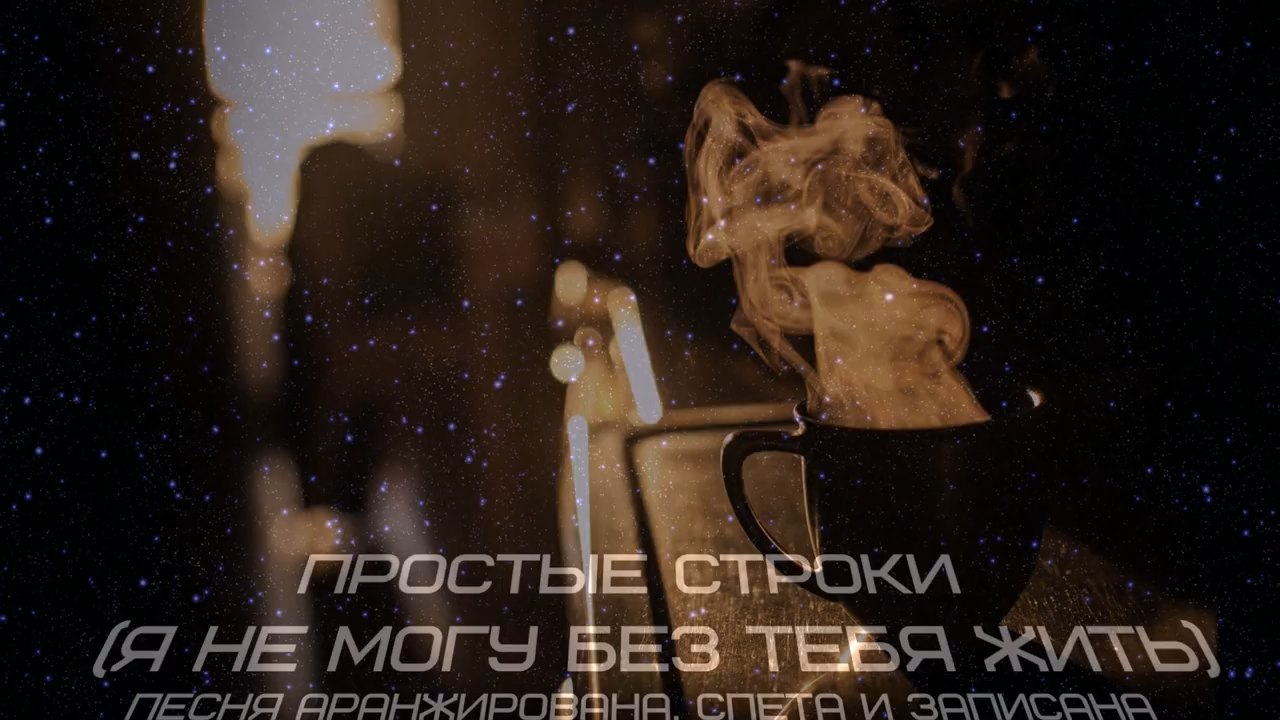 ПРОСТЫЕ СТРОКИ
(Я НЕ МОГУ БЕЗ ТЕБЯ ЖИТЬ)
ПЕСНЯ АРАНЖИРОВАНА, СПЕТА И ЗАПИСАНА